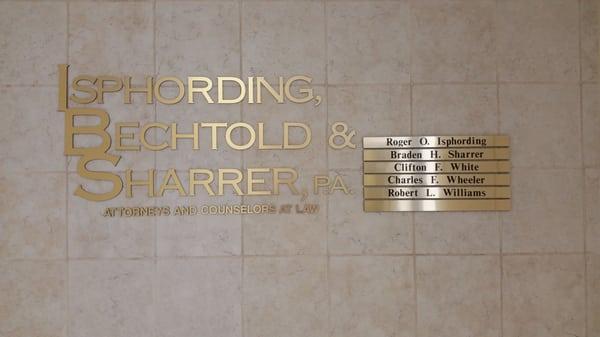 ISPHORDING,
BECHTOLD &
SHARRER, P.A.
ATTORNEYS AND COUNSELORS AT LAW
Roger O. Isphording
Braden H. Sharrer
Clifton F. White
Charles F. Wheeler
Robert L. Williams